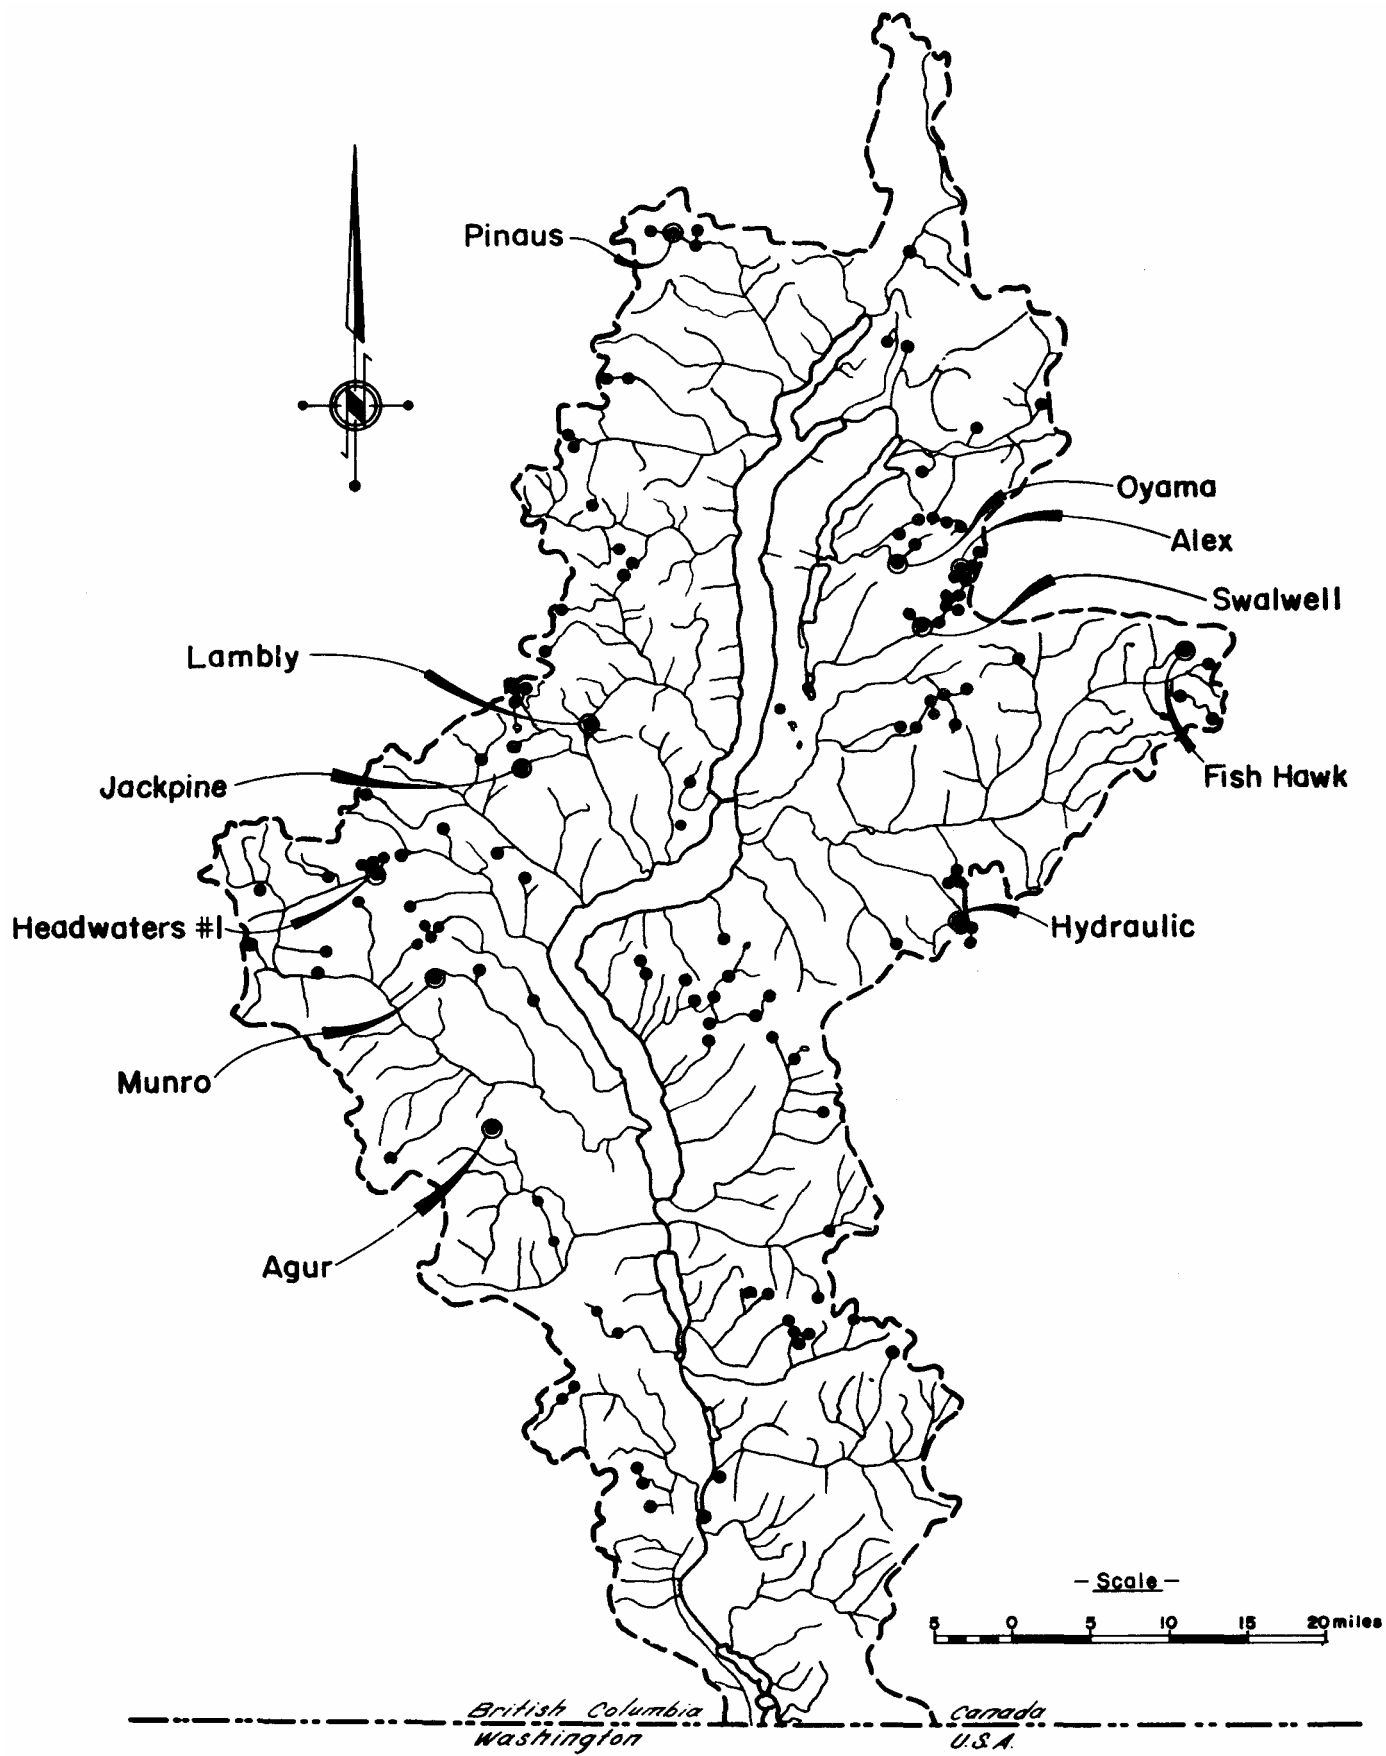 Pinaus
Oyama
Alex
Swalwell
Lambly
Jackpine
Fish Hawk
Headwaters #1
Hydraulic
Munro
Agur
- Scale -
5 0 5 10 15 20 miles
British Columbia Canada
Washington U.S.A.